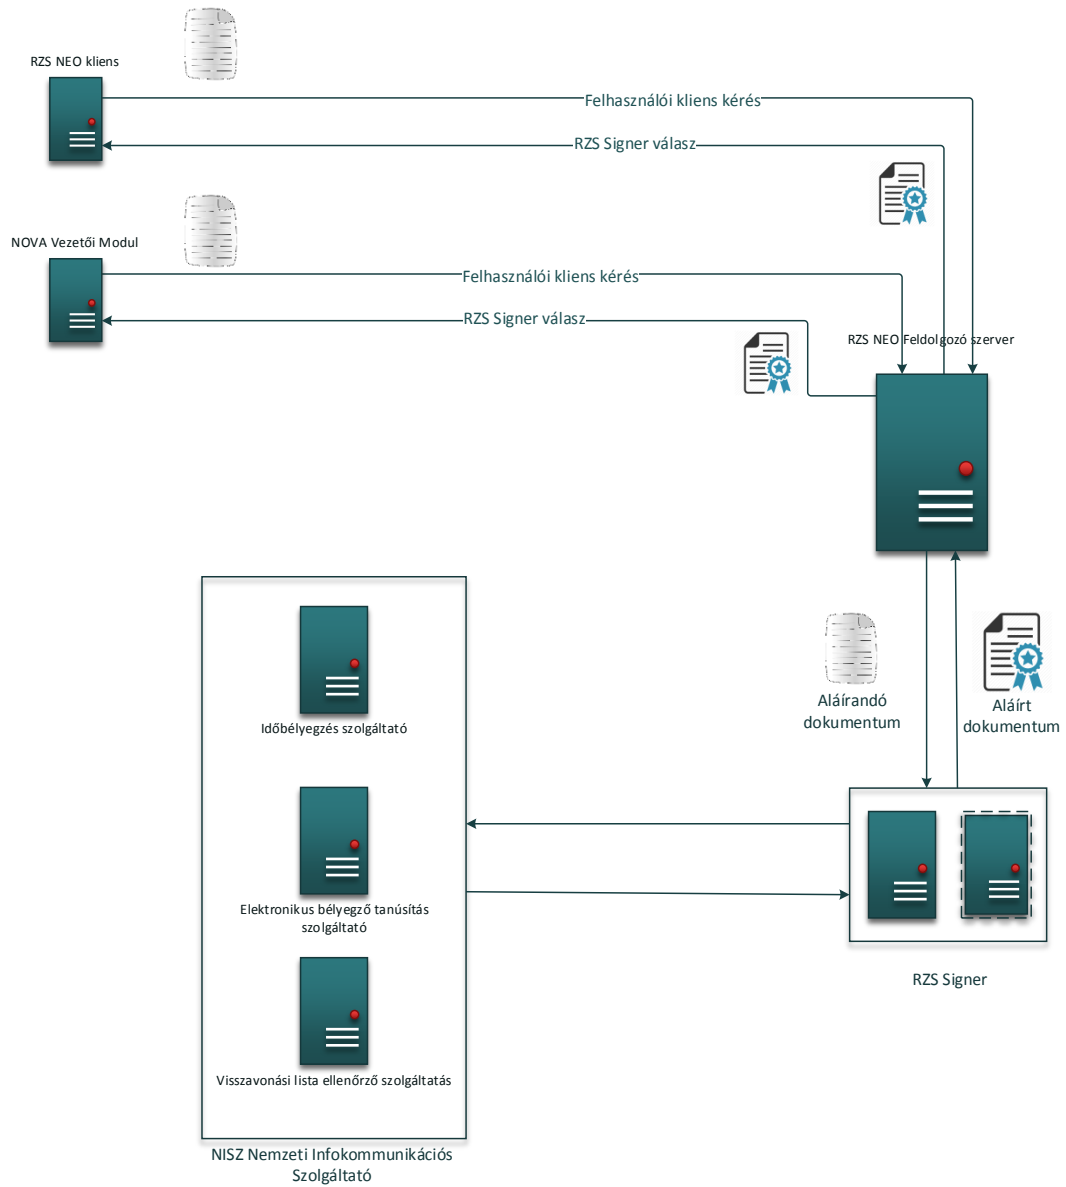 RZS NEO kliens
Felhasználói kliens kérés
RZS Signer válasz
NOVA Vezetői Modul
Felhasználói kliens kérés
RZS Signer válasz
RZS NEO Feldolgozó szerver
Aláírandó
dokumentum
Aláírt
dokumentum
Időbélyegzés szolgáltató
Elektronikus bélyegző tanúsítás
szolgáltató
RZS Signer
Visszavonási lista ellenőrző szolgáltatás
NISZ Nemzeti Infokommunikációs
Szolgáltató